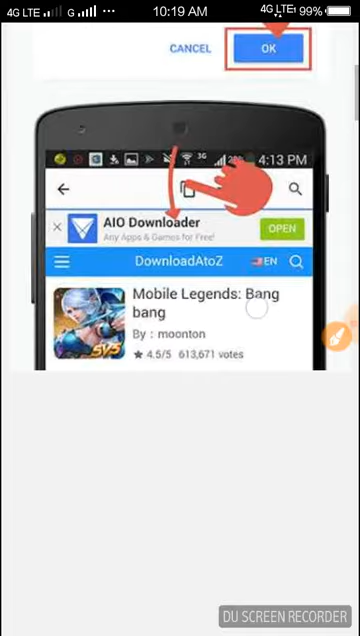 4G LTE G 10:19 AM 4G LTE 99%
CANCEL OK
3G 4:13 PM
AIO Downloader
Any Apps & Games for Free!
OPEN
DownloadAtoZ EN
Mobile Legends: Bang
bang
By : moonton
4.5/5 613,671 votes
5V5
DU SCREEN RECORDER